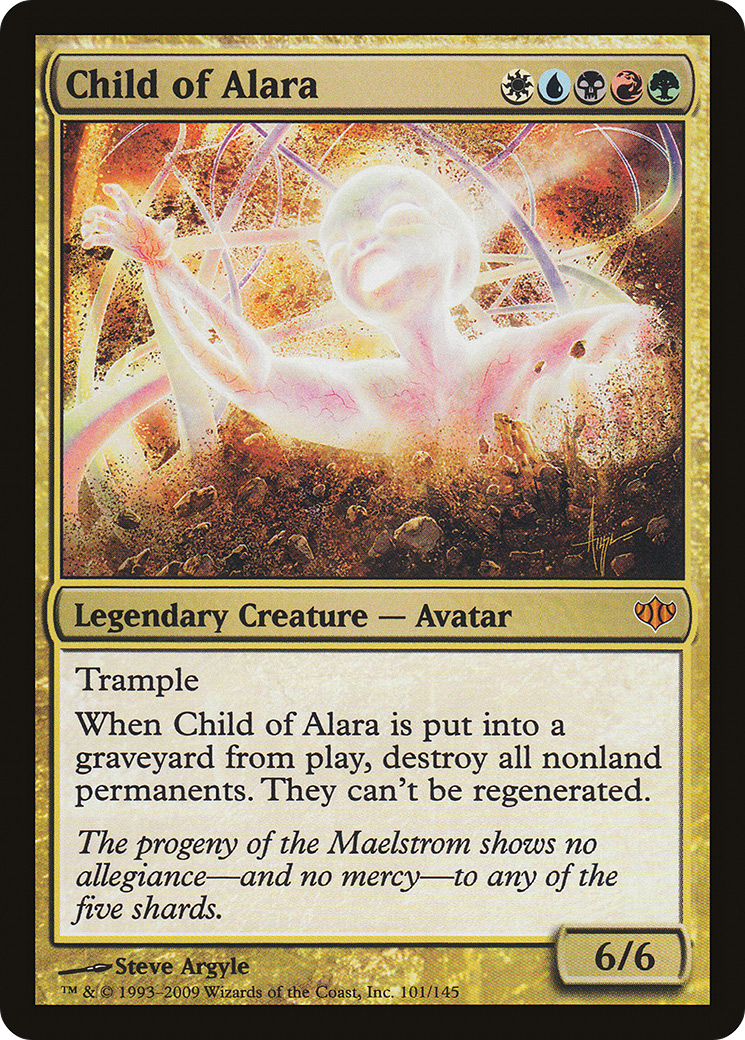 Child of Alara
Legendary Creature — Avatar
Trample
When Child of Alara is put into a
graveyard from play, destroy all nonland
permanents. They can't be regenerated.
The progeny of the Maelstrom shows no
allegiance—and no mercy—to any of the
five shards.
6/6
Steve Argyle
™ & © 1993–2009 Wizards of the Coast, Inc. 101/145